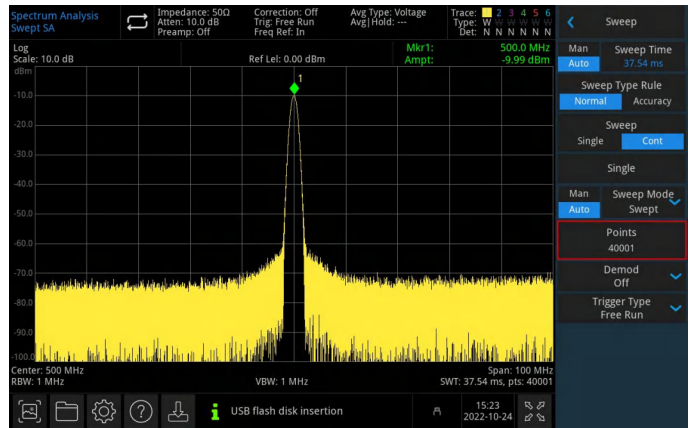 Spectrum Analysis
Swept SA
Impedance: 50Ω
Atten: 10.0 dB
Preamp: Off
Correction: Off
Trig: Free Run
Freq Ref: In
Avg Type: Voltage
Avg|Hold: ---
Trace: 1 2 3 4 5 6
Type: W W W W W W
Det: N N N N N N
Log
Scale: 10.0 dB
Ref Lel: 0.00 dBm
Mkr1: 500.0 MHz
Ampt: -9.99 dBm
dBm
1
-10.0
-20.0
-30.0
-40.0
-50.0
-60.0
-70.0
-80.0
-90.0
-100.0
Center: 500 MHz
Span: 100 MHz
RBW: 1 MHz
VBW: 1 MHz
SWT: 37.54 ms, pts: 40001
USB flash disk insertion
15:23
2022-10-24
Sweep
Man
Auto
Sweep Time
37.54 ms
Sweep Type Rule
Normal Accuracy
Sweep
Single Cont
Single
Man
Auto
Sweep Mode
Swept
Points
40001
Demod
Off
Trigger Type
Free Run